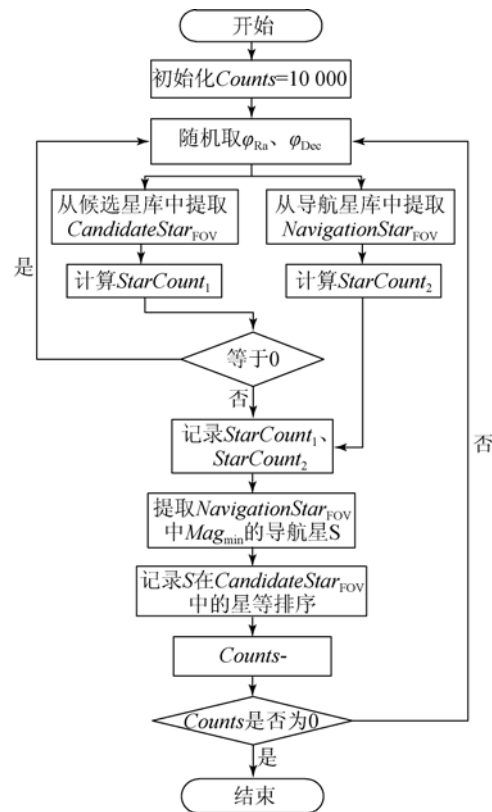 开始
初始化Counts=10 000
随机取φRa、φDec
从候选星库中提取
CandidateStarFOV
从导航星库中提取
NavigationStarFOV
是
计算StarCount1
计算StarCount2
等于0
否
记录StarCount1、
StarCount2
否
提取NavigationStarFOV
中Magmin的导航星S
记录S在CandidateStarFOV
中的星等排序
Counts-
Counts是否为0
是
结束